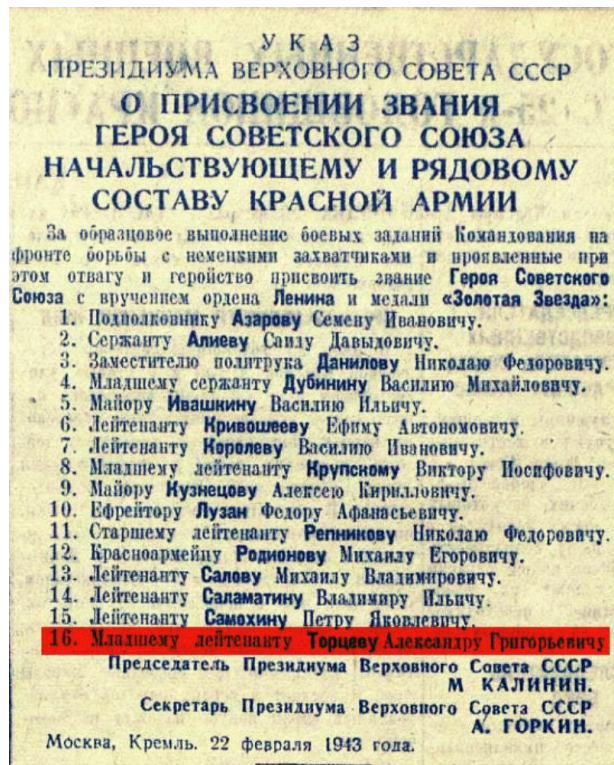 УКАЗ
ПРЕЗИДИУМА ВЕРХОВНОГО СОВЕТА СССР
О ПРИСВОЕНИИ ЗВАНИЯ
ГЕРОЯ СОВЕТСКОГО СОЮЗА
НАЧАЛЬСТВУЮЩЕМУ И РЯДОВОМУ
СОСТАВУ КРАСНОЙ АРМИИ
За образцовое выполнение боевых заданий Командования на
фронте борьбы с немецкими захватчиками и проявленные при
этом отвагу и геройство присвоить звание Героя Советского
Союза с вручением ордена Ленина и медали «Золотая Звезда»:
1. Подполковнику Азарову Семену Ивановичу.
2. Сержанту Алиеву Саиду Давыдовичу.
3. Заместителю политрука Данилову Николаю Федоровичу.
4. Младшему сержанту Дубинину Василию Михайловичу.
5. Майору Ивашкину Василию Ильичу.
6. Лейтенанту Кривошееву Ефиму Автономовичу.
7. Лейтенанту Королеву Василию Ивановичу.
8. Младшему лейтенанту Крупскому Виктору Иосифовичу.
9. Майору Кузнецову Алексею Кирилловичу.
10. Ефрейтору Лузан Федору Афанасьевичу.
11. Старшему лейтенанту Репникову Николаю Федоровичу.
12. Красноармейцу Родионову Михаилу Егоровичу.
13. Лейтенанту Салову Михаилу Владимировичу.
14. Лейтенанту Саламатину Владимиру Ильичу.
15. Лейтенанту Самохину Петру Яковлевичу.
16. Младшему лейтенанту Торцеву Александру Григорьевичу
Председатель Президиума Верховного Совета СССР
М КАЛИНИН.
Секретарь Президиума Верховного Совета СССР
А. ГОРКИН.
Москва, Кремль. 22 февраля 1943 года.